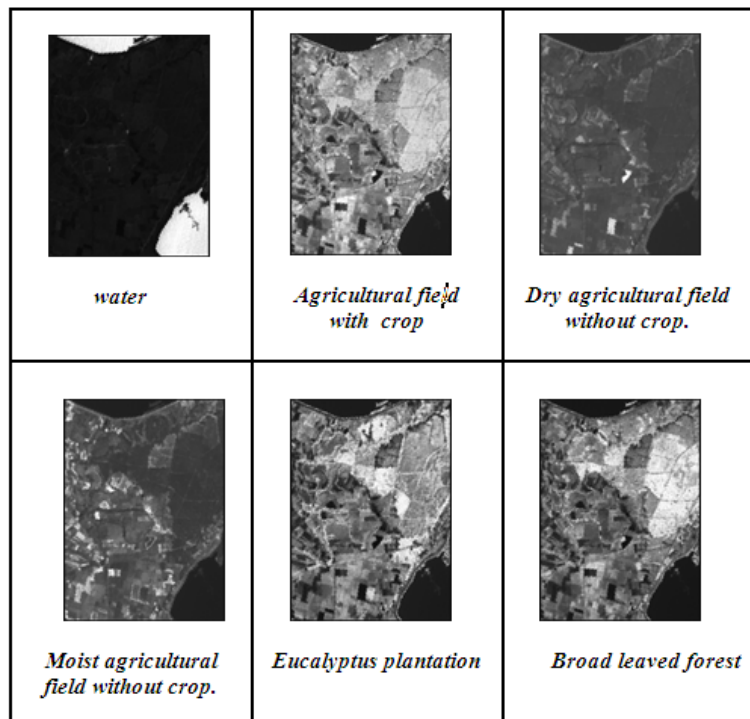 water
Agricultural field
with crop
Dry agricultural field
without crop.
Moist agricultural
field without crop.
Eucalyptus plantation
Broad leaved forest